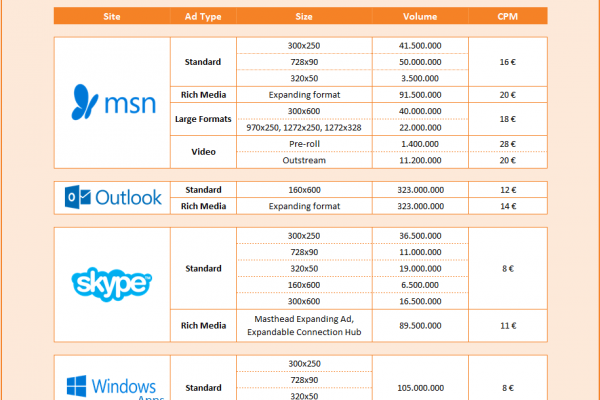 Site Ad Type Size Volume CPM
msn
Standard
300x250 41.500.000
728x90 50.000.000
320x50 3.500.000
16 €
Rich Media Expanding format 91.500.000 20 €
Large Formats
300x600 40.000.000
970x250, 1272x250, 1272x328 22.000.000
18 €
Video
Pre-roll 1.400.000 28 €
Outstream 11.200.000 20 €
Outlook
Standard 160x600 323.000.000 12 €
Rich Media Expanding format 323.000.000 14 €
skype™
Standard
300x250 36.500.000
728x90 11.000.000
320x50 19.000.000
160x600 6.500.000
300x600 16.500.000
8 €
Rich Media
Masthead Expanding Ad,
Expandable Connection Hub
89.500.000 11 €
Windows
Apps
Standard
300x250
728x90
320x50
105.000.000 8 €